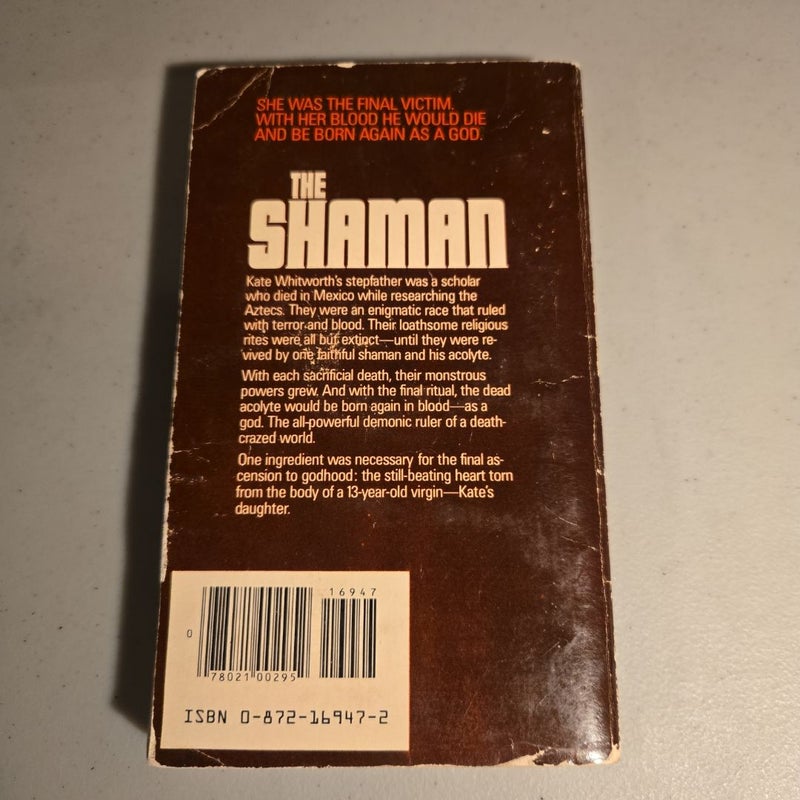 SHE WAS THE FINAL VICTIM.
WITH HER BLOOD HE WOULD DIE
AND BE BORN AGAIN AS A GOD.
THE
SHAMAN
Kate Whitworth's stepfather was a scholar
who died in Mexico while researching the
Aztecs. They were an enigmatic race that ruled
with terror and blood. Their loathsome religious
rites were all but extinct—until they were re-
vived by one faithful shaman and his acolyte.
With each sacrificial death, their monstrous
powers grew. And with the final ritual, the dead
acolyte would be born again in blood—as a
god. The all-powerful demonic ruler of a death-
crazed world.
One ingredient was necessary for the final as-
cension to godhood: the still-beating heart torn
from the body of a 13-year-old virgin—Kate's
daughter.
16947
0
78021 00295
ISBN 0-872-16947-2